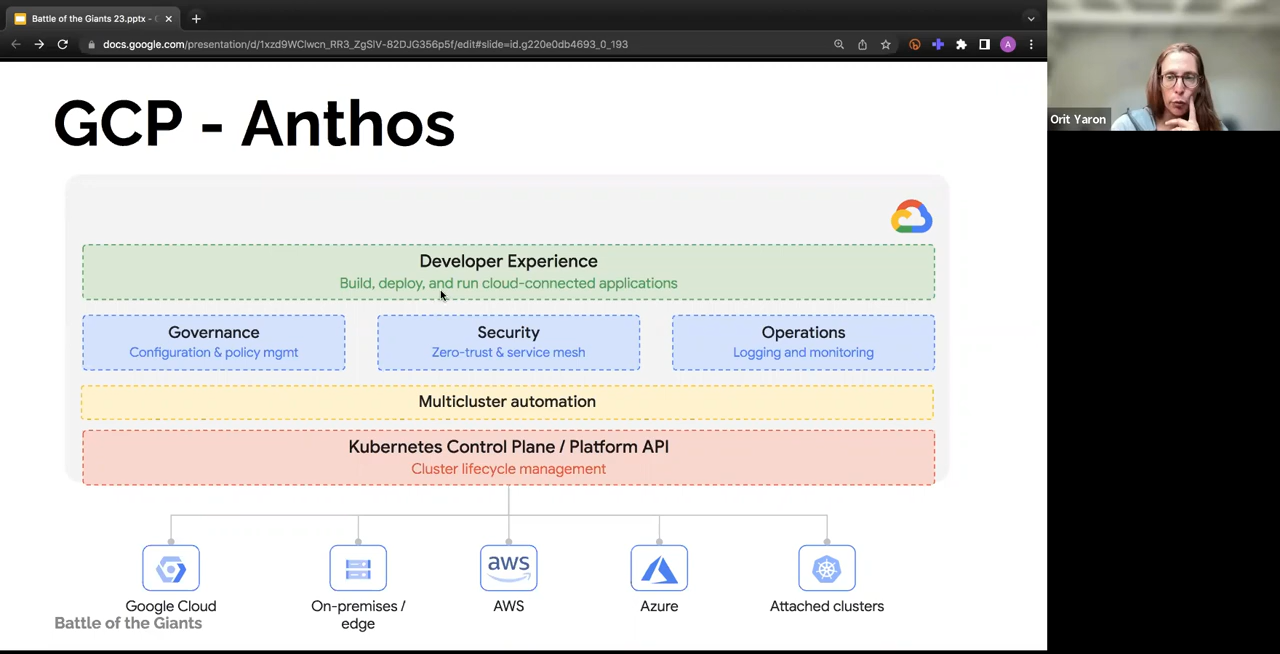 Battle of the Giants 23.pptx -
docs.google.com/presentation/d/1xzd9WClwcn_RR3_ZgSlV-82DJG356p5f/edit#slide=id.g220e0db4693_0_193
A
Orit Yaron
GCP - Anthos
Developer Experience
Build, deploy, and run cloud-connected applications
Governance
Configuration & policy mgmt
Security
Zero-trust & service mesh
Operations
Logging and monitoring
Multicluster automation
Kubernetes Control Plane / Platform API
Cluster lifecycle management
aws
Google Cloud
On-premises /
edge
AWS
Azure
Attached clusters
Battle of the Giants